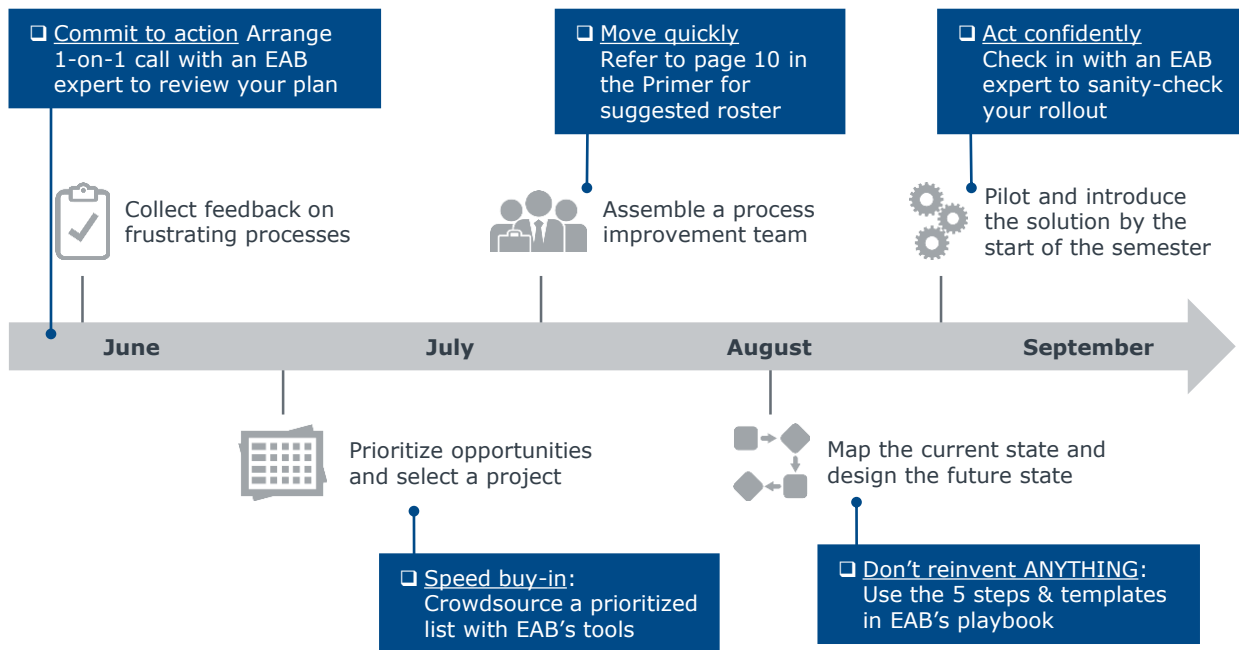 ❑ Commit to action Arrange
1-on-1 call with an EAB
expert to review your plan
❑ Move quickly
Refer to page 10 in
the Primer for
suggested roster
❑ Act confidently
Check in with an EAB
expert to sanity-check
your rollout
Collect feedback on
frustrating processes
Assemble a process
improvement team
Pilot and introduce
the solution by the
start of the semester
June
July
August
September
Prioritize opportunities
and select a project
Map the current state and
design the future state
❑ Speed buy-in:
Crowdsource a prioritized
list with EAB’s tools
❑ Don’t reinvent ANYTHING:
Use the 5 steps & templates
in EAB’s playbook